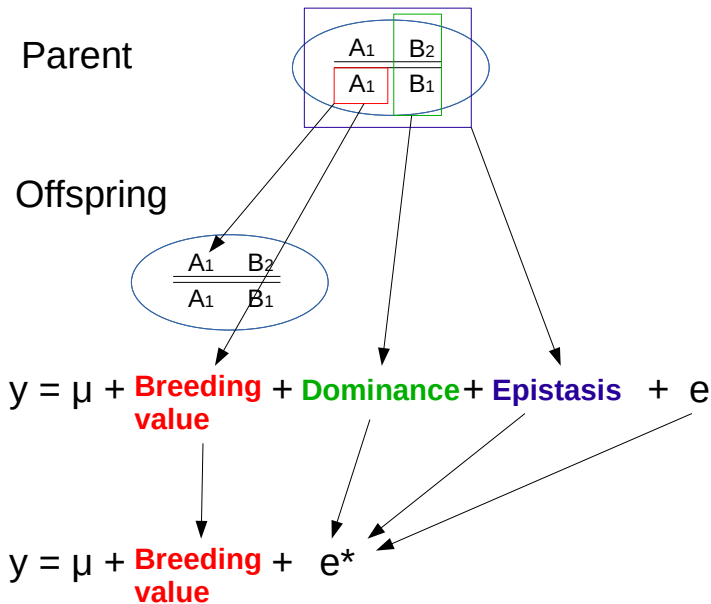 Parent
A1 B2
A1 B1
Offspring
A1 B2
A1 B1
y = μ + Breeding value + Dominance + Epistasis + e
y = μ + Breeding value + e*